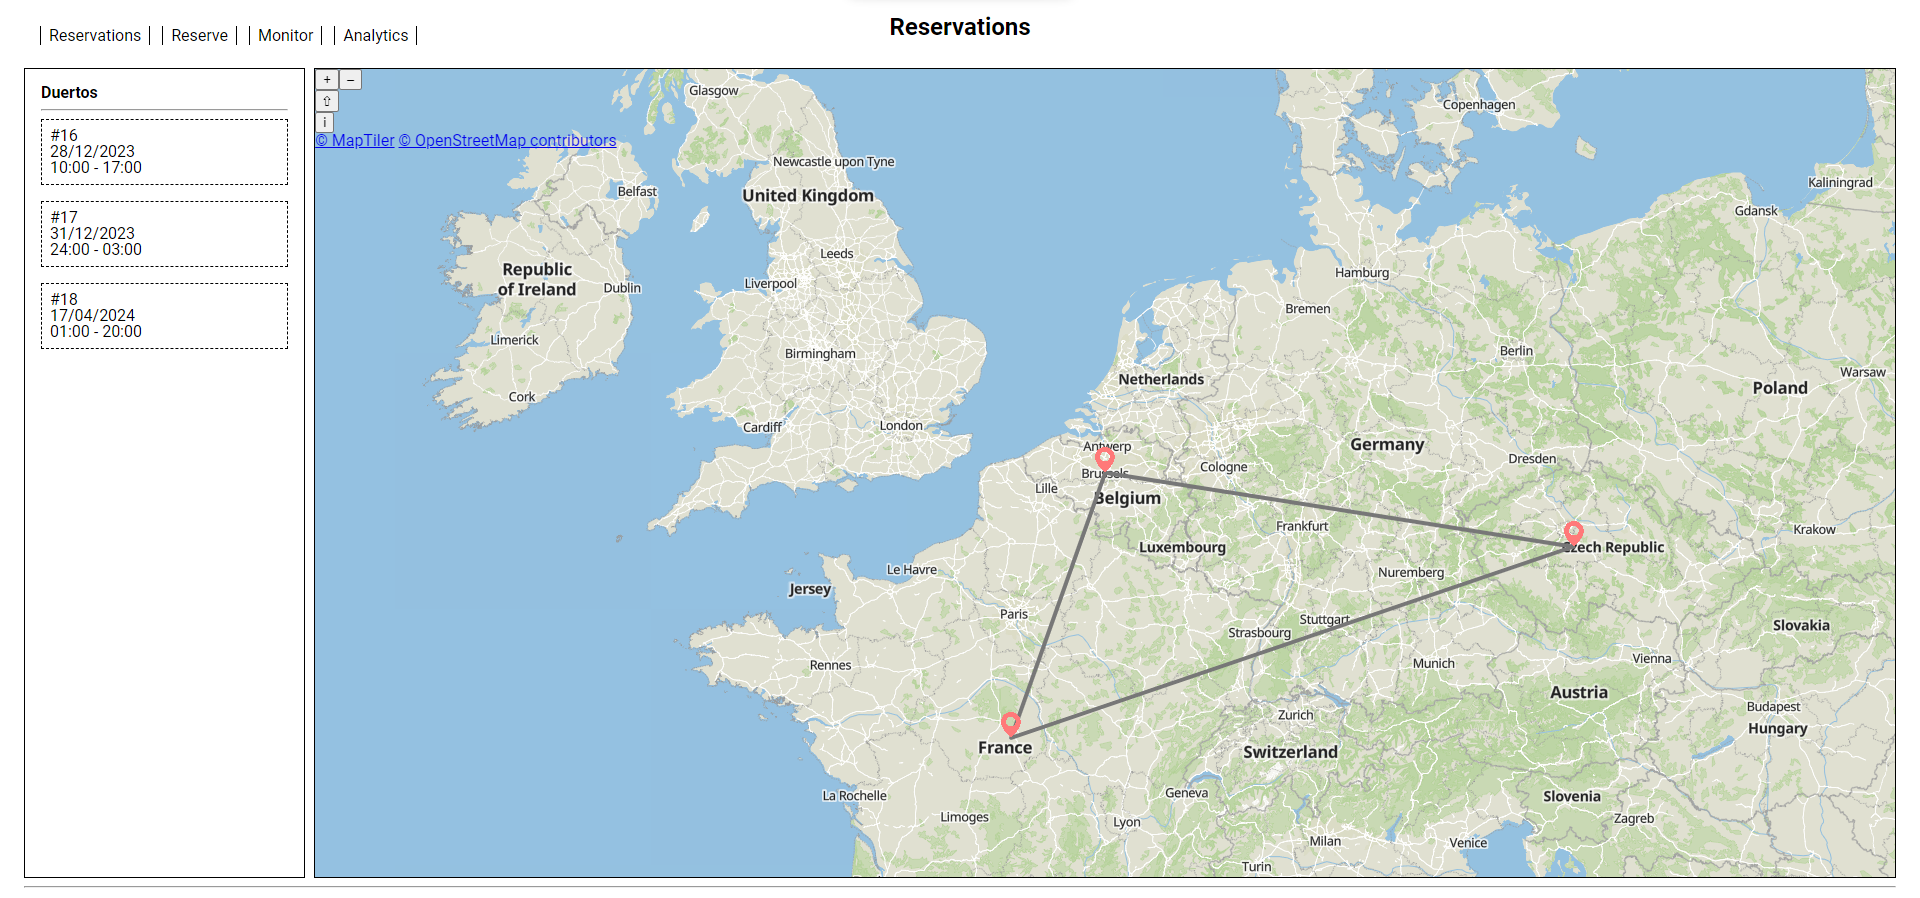 Reservations
Reservations
Reserve
Monitor
Analytics
Duertos
#16
28/12/2023
10:00 - 17:00
#17
31/12/2023
24:00 - 03:00
#18
17/04/2024
01:00 - 20:00
+
–
⇧
i
© MapTiler © OpenStreetMap contributors
Glasgow
Copenhagen
Newcastle upon Tyne
Belfast
United Kingdom
Kaliningrad
Gdansk
Leeds
Republic
of Ireland
Dublin
Liverpool
Hamburg
Bremen
Limerick
Birmingham
Berlin
Netherlands
Warsaw
Poland
Cork
Cardiff
London
Antwerp
Germany
Brussels
Cologne
Dresden
Lille
Belgium
Frankfurt
Krakow
Luxembourg
Czech Republic
Le Havre
Nuremberg
Jersey
Paris
Stuttgart
Strasbourg
Slovakia
Rennes
Munich
Vienna
Austria
Zurich
Budapest
Hungary
France
Switzerland
La Rochelle
Geneva
Slovenia
Limoges
Lyon
Zagreb
Milan
Venice
Turin